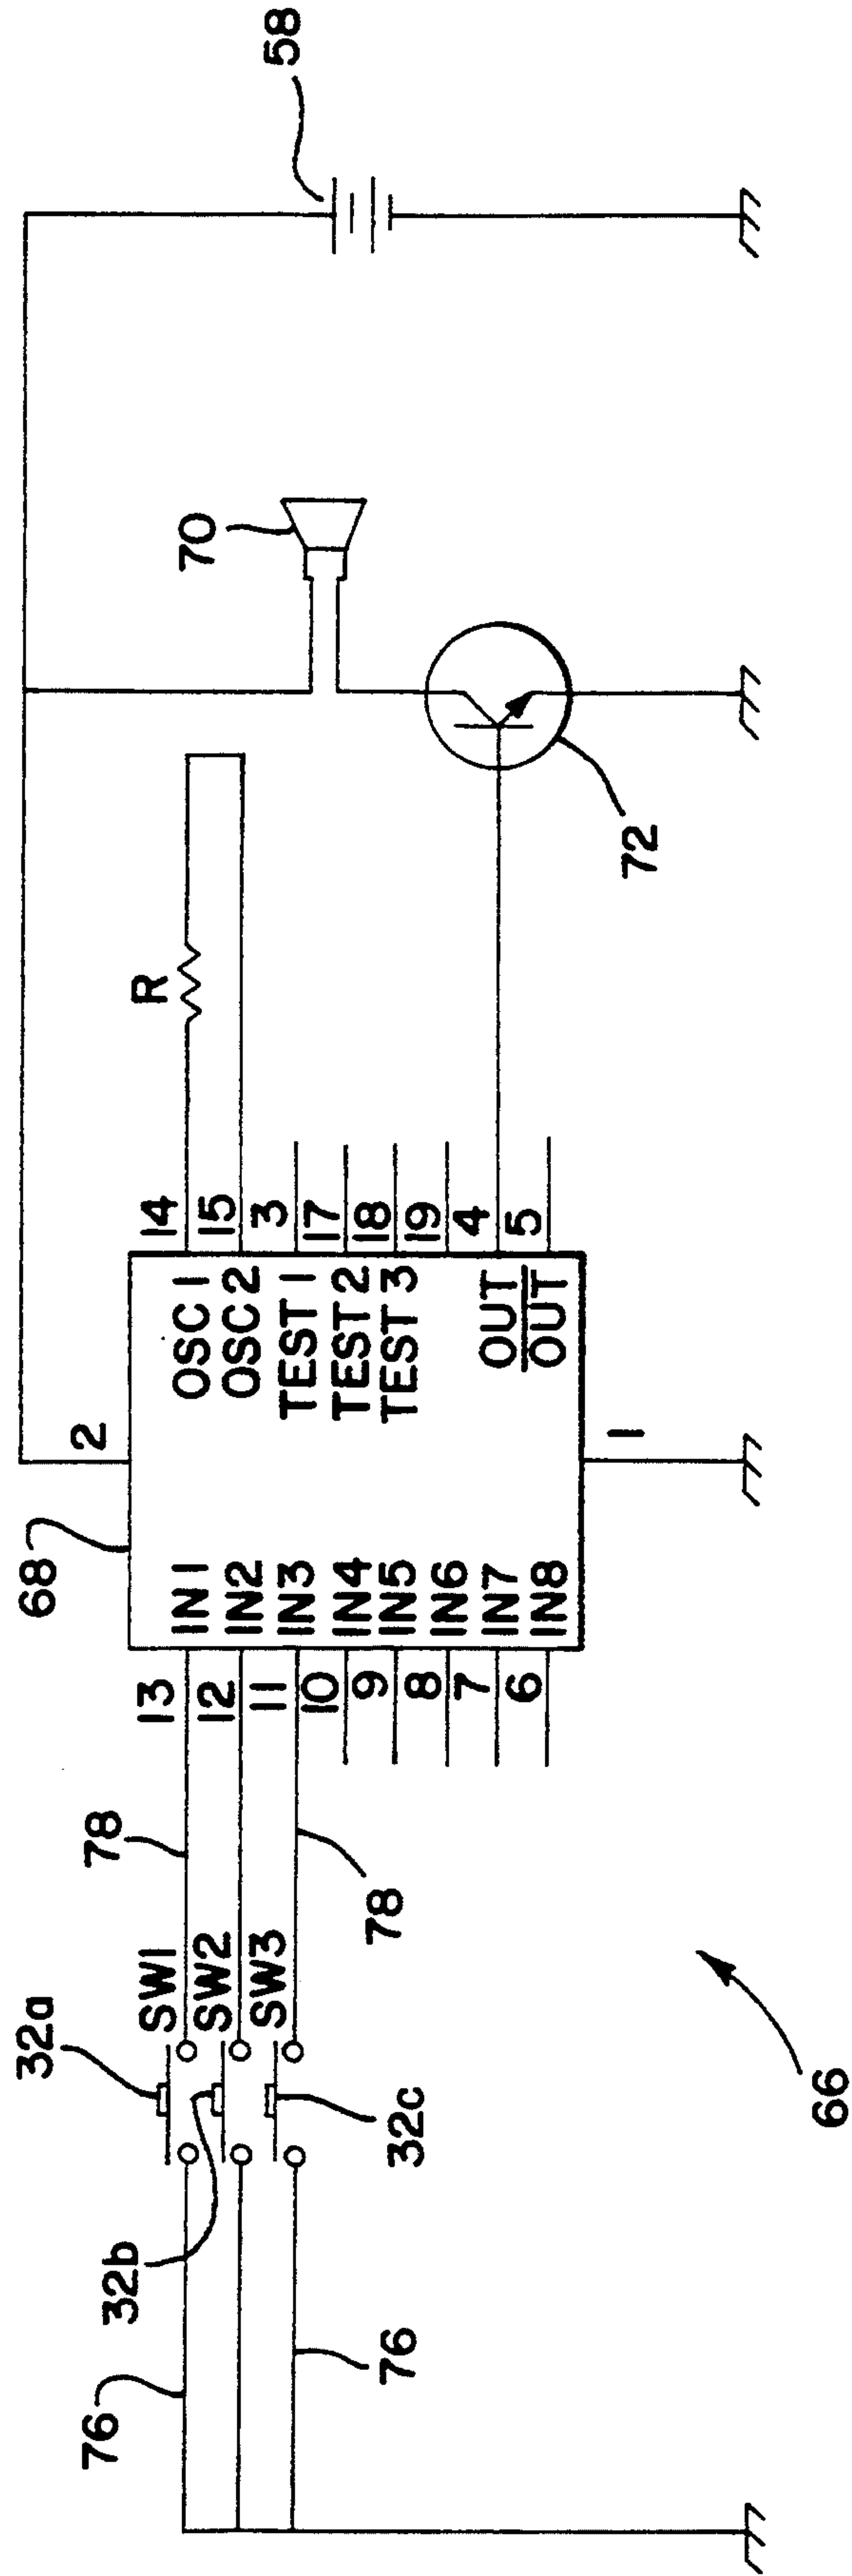 68
2
58
70
R
72
13
12
11
10
9
8
7
6
IN1
IN2
IN3
IN4
IN5
IN6
IN7
IN8
OSC 1
OSC 2
TEST 1
TEST 2
TEST 3
OUT
OUT
14
15
3
17
18
19
4
5
1
32a
SW1
SW2
SW3
32b
32c
78
78
76
76
66